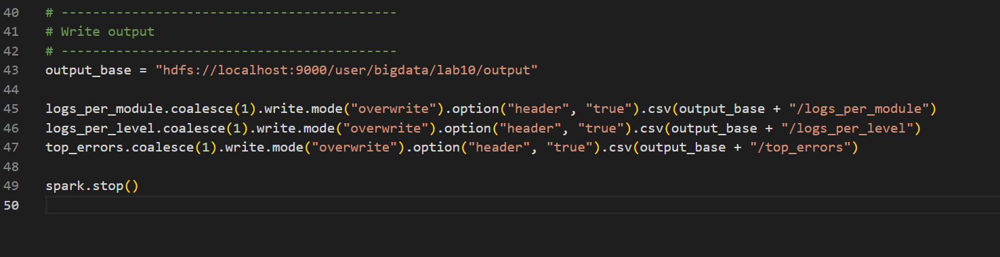 40 # -------------------------------------------
41 # Write output
42 # -------------------------------------------
43 output_base = "hdfs://localhost:9000/user/bigdata/lab10/output"
44
45 logs_per_module.coalesce(1).write.mode("overwrite").option("header", "true").csv(output_base + "/logs_per_module")
46 logs_per_level.coalesce(1).write.mode("overwrite").option("header", "true").csv(output_base + "/logs_per_level")
47 top_errors.coalesce(1).write.mode("overwrite").option("header", "true").csv(output_base + "/top_errors")
48
49 spark.stop()
50